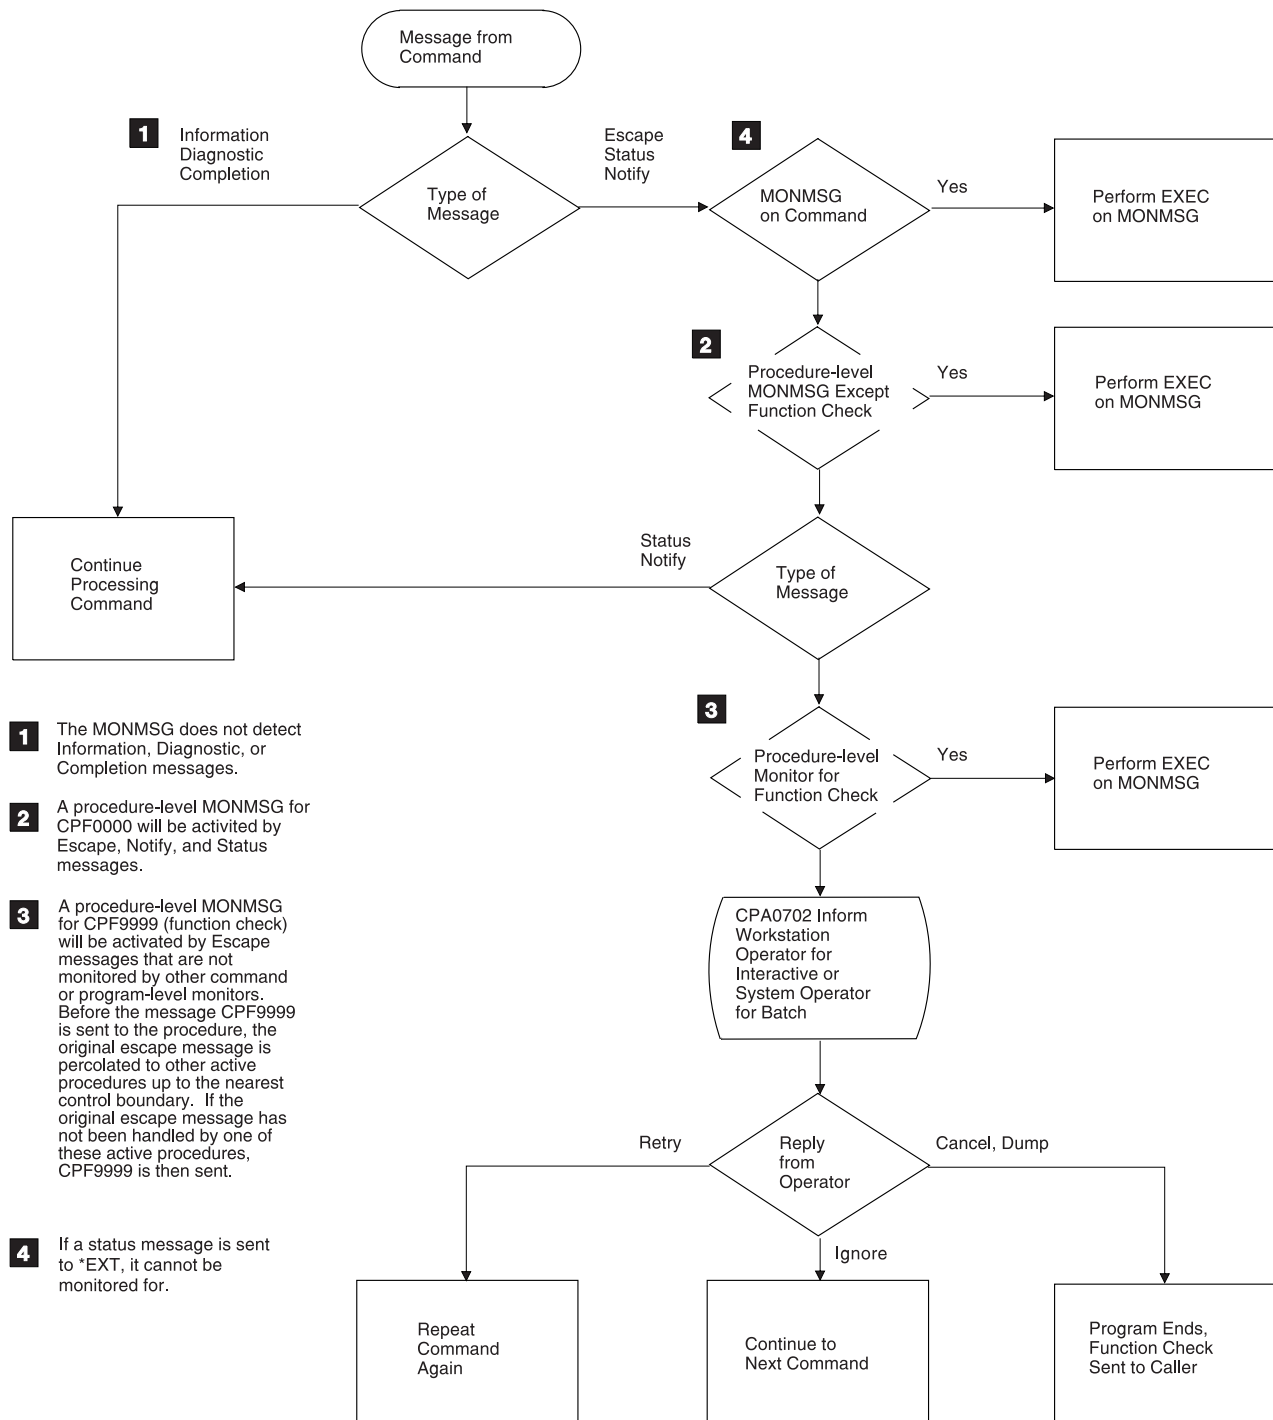 Message from
Command
1
Information
Diagnostic
Completion
Escape
Status
Notify
4
Type of
Message
MONMSG
on Command
Yes
Perform EXEC
on MONMSG
2
Procedure-level
MONMSG Except
Function Check
Yes
Perform EXEC
on MONMSG
Continue
Processing
Command
Status
Notify
Type of
Message
3
Procedure-level
Monitor for
Function Check
Yes
Perform EXEC
on MONMSG
1
The MONMSG does not detect
Information, Diagnostic, or
Completion messages.
2
A procedure-level MONMSG for
CPF0000 will be activited by
Escape, Notify, and Status
messages.
3
A procedure-level MONMSG
for CPF9999 (function check)
will be activated by Escape
messages that are not
monitored by other command
or program-level monitors.
Before the message CPF9999
is sent to the procedure, the
original escape message is
percolated to other active
procedures up to the nearest
control boundary. If the
original escape message has
not been handled by one of
these active procedures,
CPF9999 is then sent.
4
If a status message is sent
to *EXT, it cannot be
monitored for.
CPA0702 Inform
Workstation
Operator for
Interactive or
System Operator
for Batch
Retry
Reply
from
Operator
Cancel, Dump
Ignore
Repeat
Command
Again
Continue to
Next Command
Program Ends,
Function Check
Sent to Caller